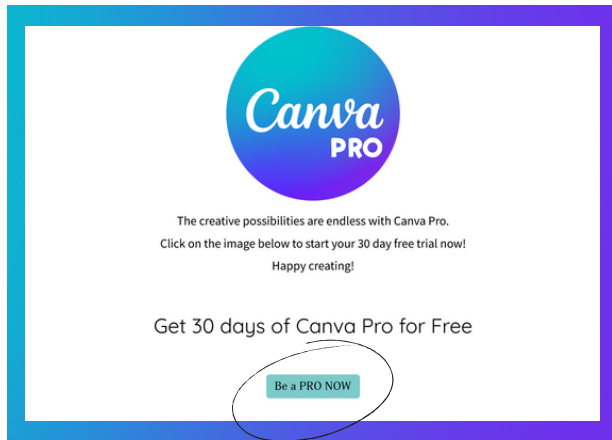 Canva
PRO
The creative possibilities are endless with Canva Pro.
Click on the image below to start your 30 day free trial now!
Happy creating!
Get 30 days of Canva Pro for Free
Be a PRO NOW